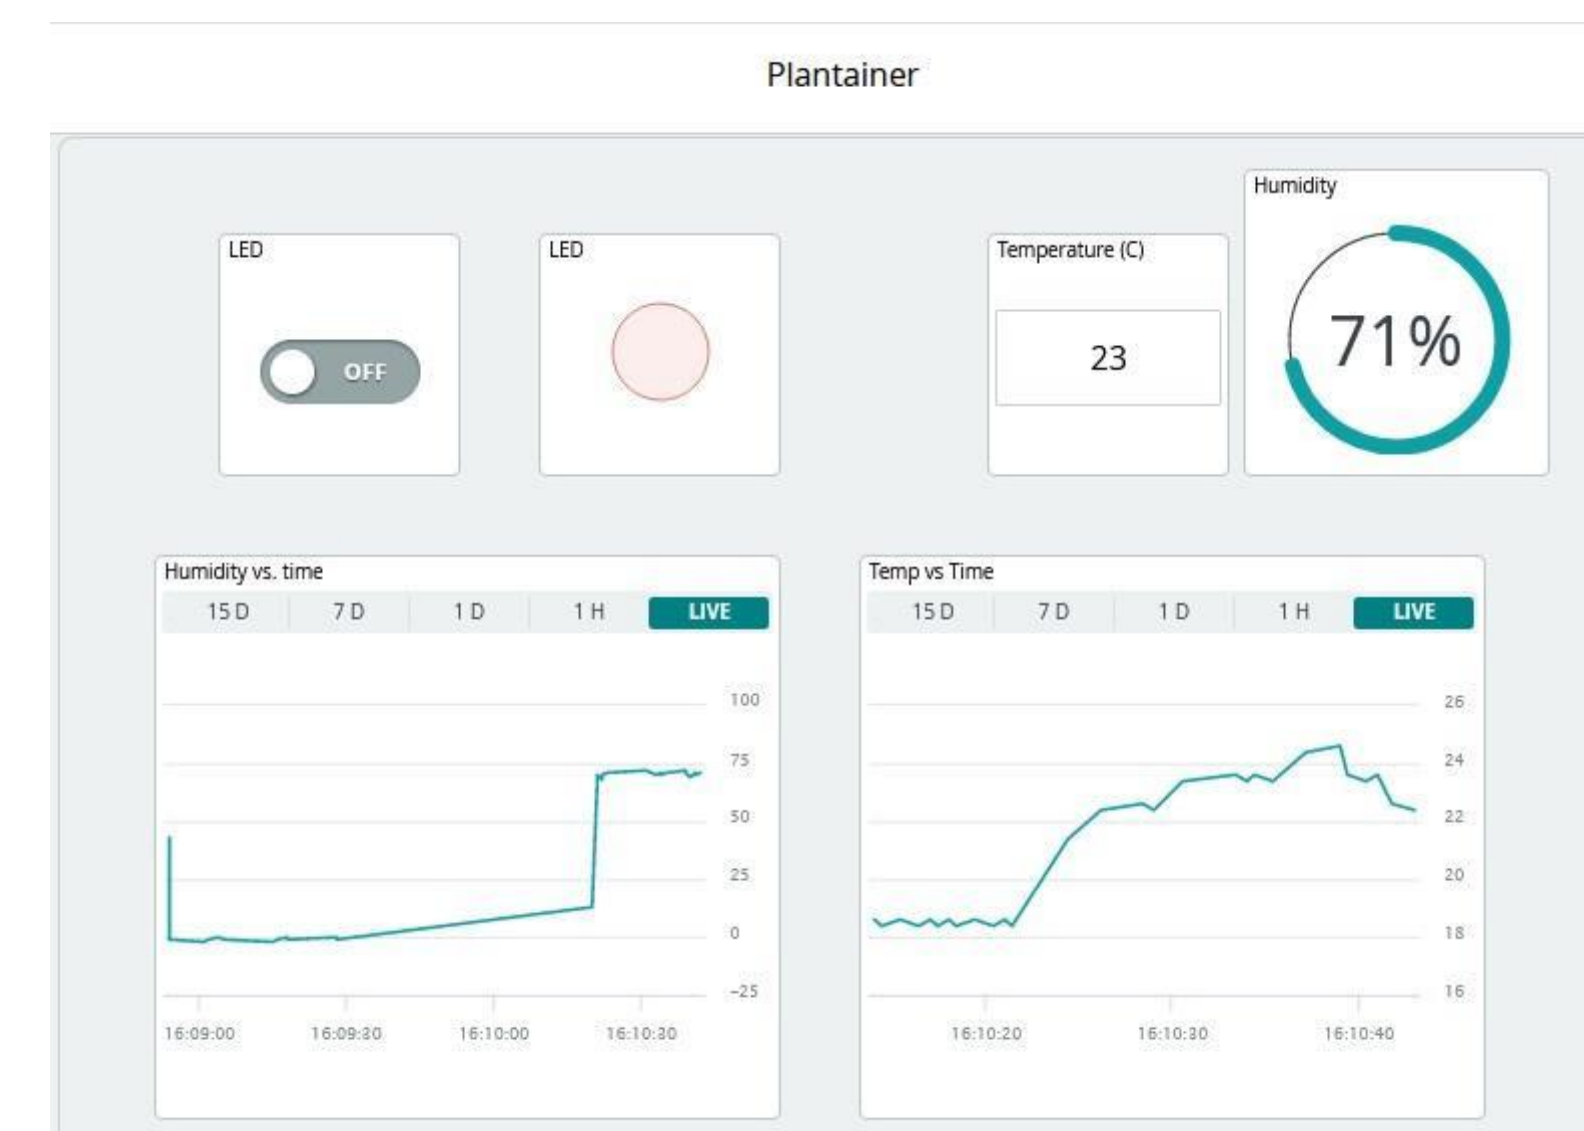 Plantainer
Humidity
LED
LED
Temperature (C)
OFF
23
71%
Humidity vs. time
15 D 7 D 1 D 1 H LIVE
100
75
50
25
0
-25
16:09:00 16:09:30 16:10:00 16:10:30
Temp vs Time
15 D 7 D 1 D 1 H LIVE
26
24
22
20
18
16
16:10:20 16:10:30 16:10:40